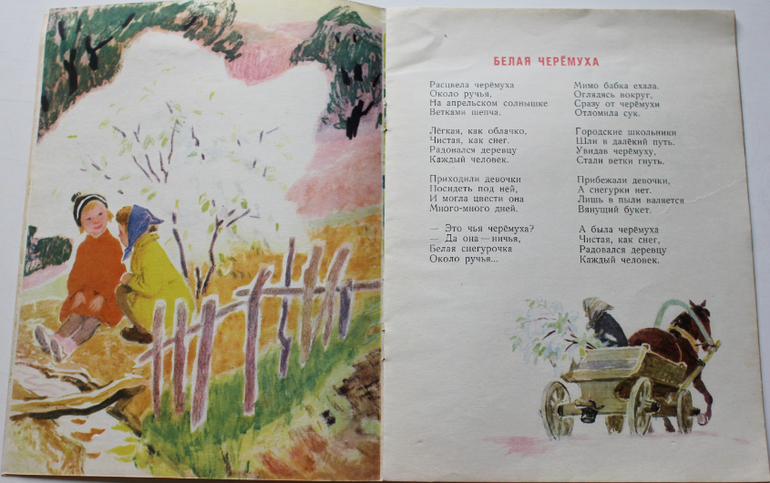 БЕЛАЯ ЧЕРЁМУХА
Расцвела черёмуха
Около ручья,
На апрельском солнышке
Ветками шепча.
Лёгкая, как облачко,
Чистая, как снег.
Радовался деревцу
Каждый человек.
Приходили девочки
Посидеть под ней,
И могла цвести она
Много-много дней.
— Это чья черёмуха?
— Да она — ничья,
Белая снегурочка
Около ручья...
Мимо бабка ехала.
Оглядясь вокруг,
Сразу от черёмухи
Отломила сук.
Городские школьники
Шли в далёкий путь.
Увидав черёмуху,
Стали ветки гнуть.
Прибежали девочки,
А снегурки нет.
Лишь в пыли валяется
Вянущий букет.
А была черёмуха
Чистая, как снег,
Радовался деревцу
Каждый человек.